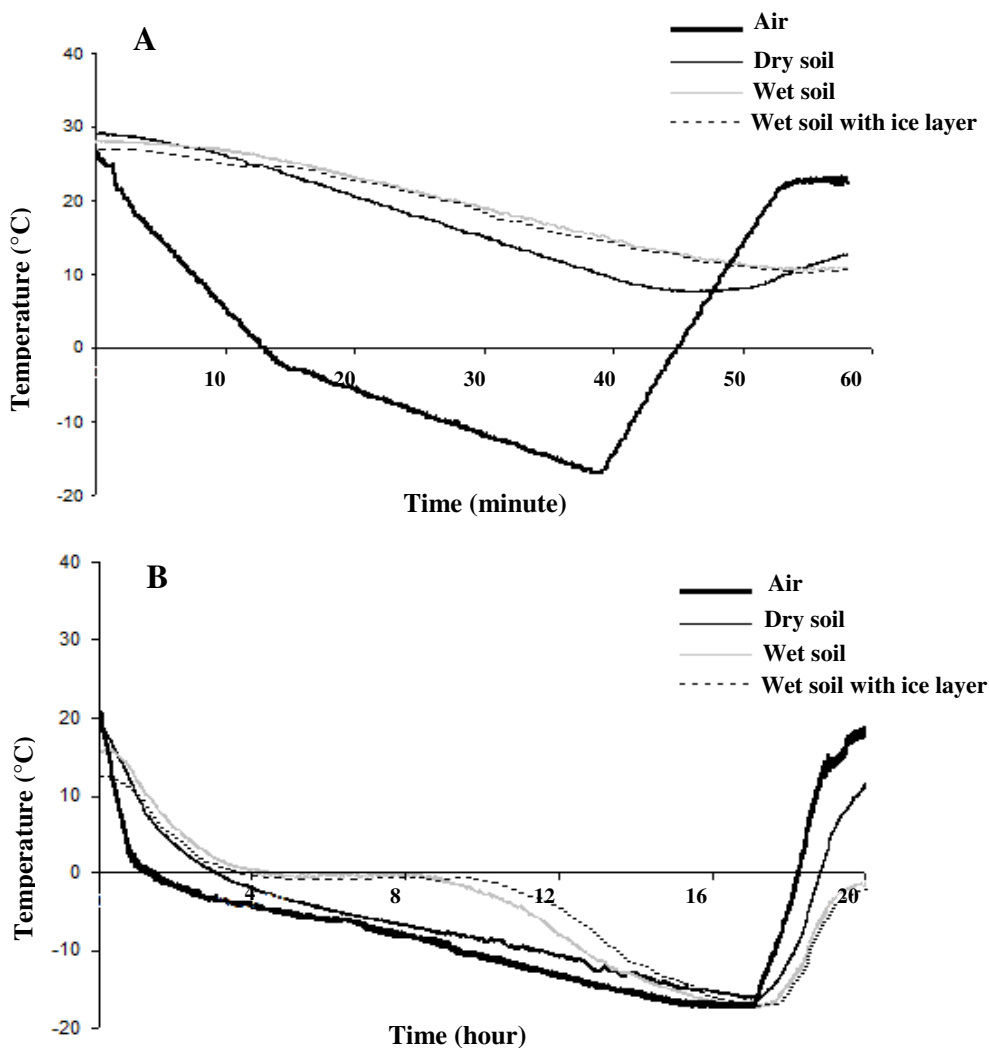 A
Air
Dry soil
Wet soil
Wet soil with ice layer
Temperature (°C)
40
30
20
10
0
-10
-20
10 20 30 40 50 60
Time (minute)
B
Air
Dry soil
Wet soil
Wet soil with ice layer
Temperature (°C)
40
30
20
10
0
-10
-20
4 8 12 16 20
Time (hour)